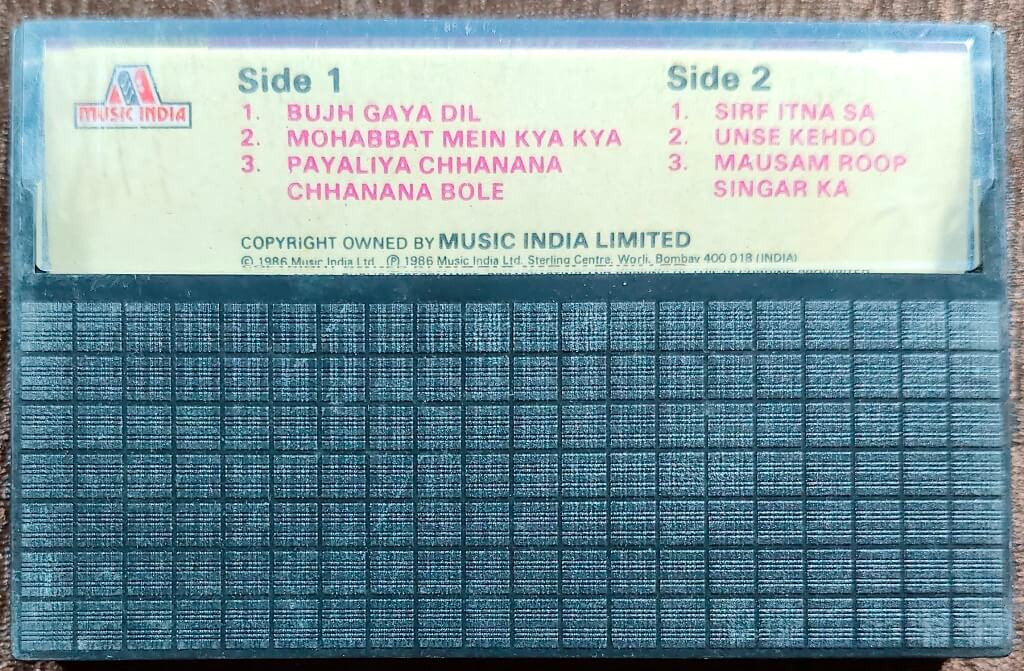 MUSIC INDIA
Side 1
1. BUJH GAYA DIL
2. MOHABBAT MEIN KYA KYA
3. PAYALIYA CHHANANA
CHHANANA BOLE
Side 2
1. SIRF ITNA SA
2. UNSE KEHDO
3. MAUSAM ROOP
SINGAR KA
COPYRIGHT OWNED BY MUSIC INDIA LIMITED
© 1986 Music India Ltd. ℗ 1986 Music India Ltd. Sterling Centre, Worli, Bombay 400 018 (INDIA)